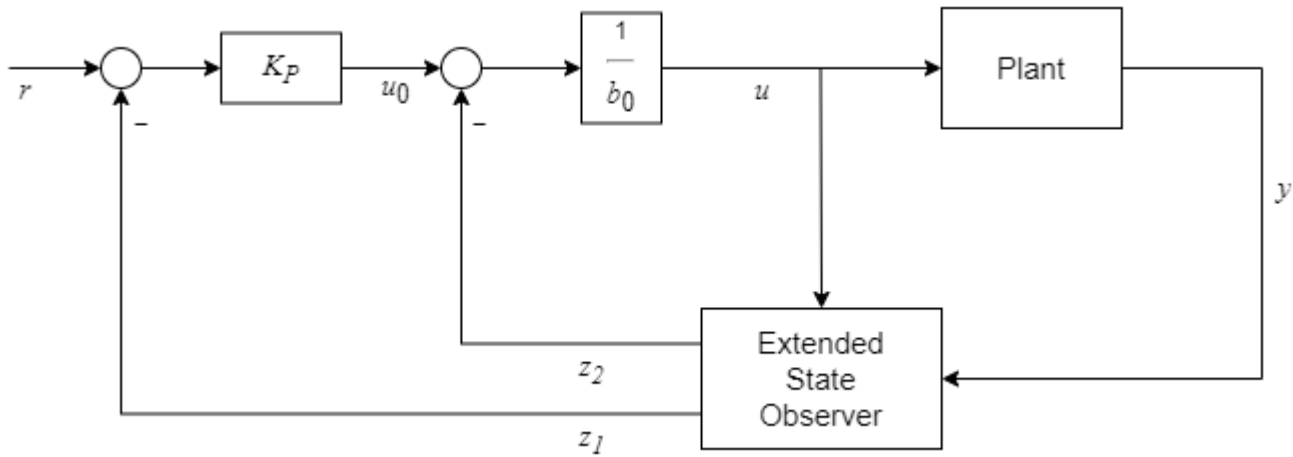 r
–
K_P
u_0
–
1
b_0
u
Plant
y
Extended
State
Observer
z_2
z_1